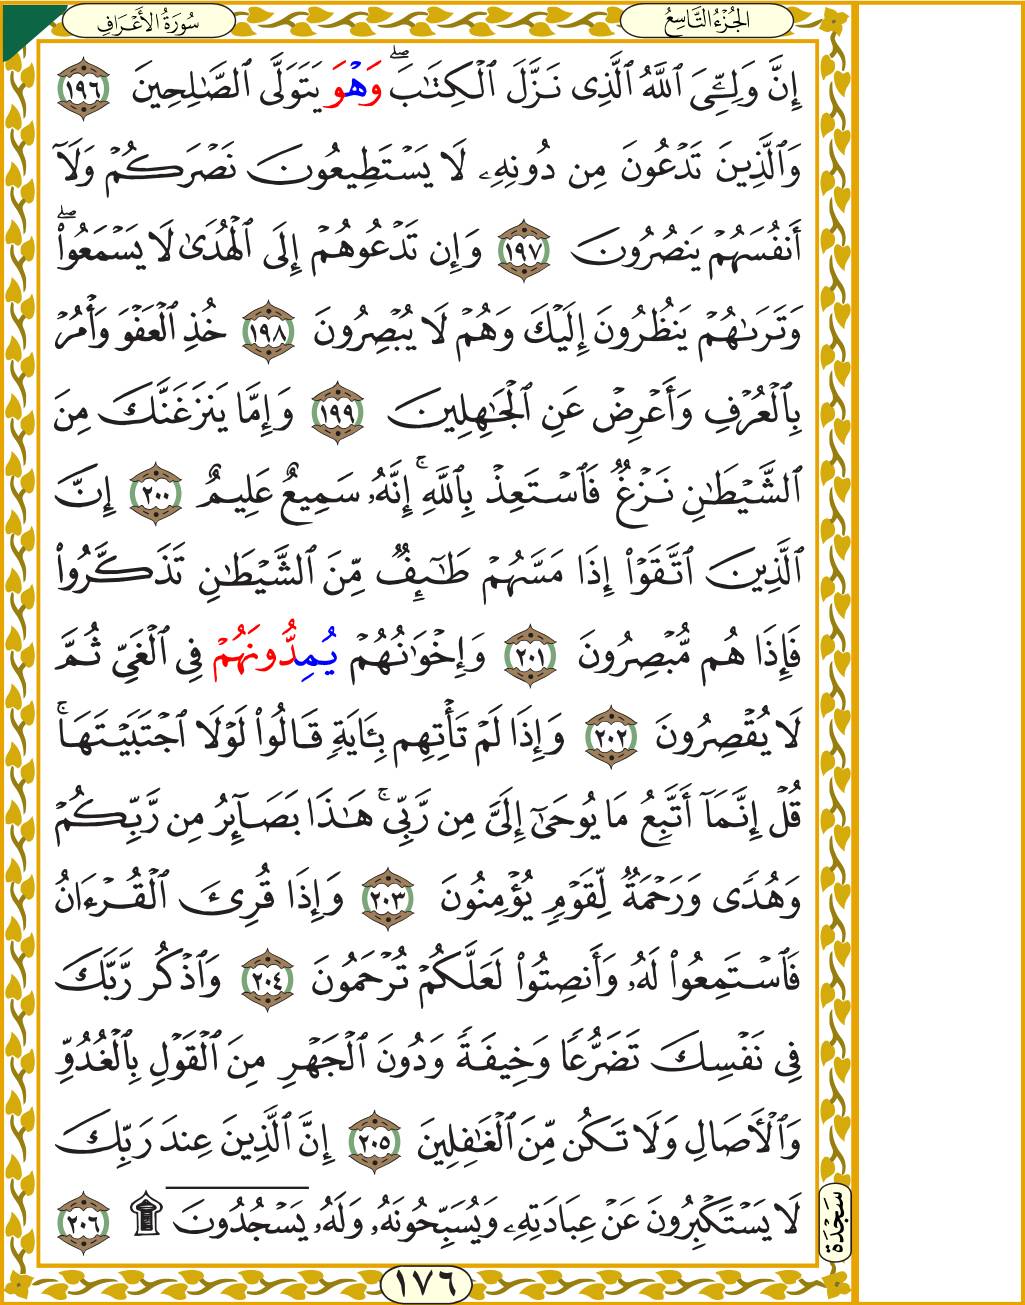 سُورَةُ الأَعْرَافِ
الجُزْءُ التَّاسِعُ
إِنَّ وَلِـِّۧيَ ٱللَّهُ ٱلَّذِى نَزَّلَ ٱلْكِتَٰبَ ۖ وَهْوَ يَتَوَلَّى ٱلصَّٰلِحِينَ ١٩٦
وَٱلَّذِينَ تَدْعُونَ مِن دُونِهِۦ لَا يَسْتَطِيعُونَ نَصْرَكُمْ وَلَآ
أَنفُسَهُمْ يَنصُرُونَ ١٩٧ وَإِن تَدْعُوهُمْ إِلَى ٱلْهُدَىٰ لَا يَسْمَعُوا۟ ۖ
وَتَرَىٰهُمْ يَنظُرُونَ إِلَيْكَ وَهُمْ لَا يُبْصِرُونَ ١٩٨ خُذِ ٱلْعَفْوَ وَأْمُرْ
بِٱلْعُرْفِ وَأَعْرِضْ عَنِ ٱلْجَٰهِلِينَ ١٩٩ وَإِمَّا يَنزَغَنَّكَ مِنَ
ٱلشَّيْطَٰنِ نَزْغٌ فَٱسْتَعِذْ بِٱللَّهِ ۚ إِنَّهُۥ سَمِيعٌ عَلِيمٌ ٢٠٠ إِنَّ
ٱلَّذِينَ ٱتَّقَوْا۟ إِذَا مَسَّهُمْ طَٰٓئِفٌ مِّنَ ٱلشَّيْطَٰنِ تَذَكَّرُوا۟
فَإِذَا هُم مُّبْصِرُونَ ٢٠١ وَإِخْوَٰنُهُمْ يُمِدُّونَهُمْ فِى ٱلْغَىِّ ثُمَّ
لَا يُقْصِرُونَ ٢٠٢ وَإِذَا لَمْ تَأْتِهِم بِـَٔايَةٍ قَالُوا۟ لَوْلَا ٱجْتَبَيْتَهَا ۚ
قُلْ إِنَّمَآ أَتَّبِعُ مَا يُوحَىٰٓ إِلَىَّ مِن رَّبِّى ۚ هَٰذَا بَصَآئِرُ مِن رَّبِّكُمْ
وَهُدًى وَرَحْمَةٌ لِّقَوْمٍ يُؤْمِنُونَ ٢٠٣ وَإِذَا قُرِئَ ٱلْقُرْءَانُ
فَٱسْتَمِعُوا۟ لَهُۥ وَأَنصِتُوا۟ لَعَلَّكُمْ تُرْحَمُونَ ٢٠٤ وَٱذْكُر رَّبَّكَ
فِى نَفْسِكَ تَضَرُّعًا وَخِيفَةً وَدُونَ ٱلْجَهْرِ مِنَ ٱلْقَوْلِ بِٱلْغُدُوِّ
وَٱلْأٓصَالِ وَلَا تَكُن مِّنَ ٱلْغَٰفِلِينَ ٢٠٥ إِنَّ ٱلَّذِينَ عِندَ رَبِّكَ
لَا يَسْتَكْبِرُونَ عَنْ عِبَادَتِهِۦ وَيُسَبِّحُونَهُۥ وَلَهُۥ يَسْجُدُونَ ۩ ٢٠٦
سَجْدَة
١٧٦